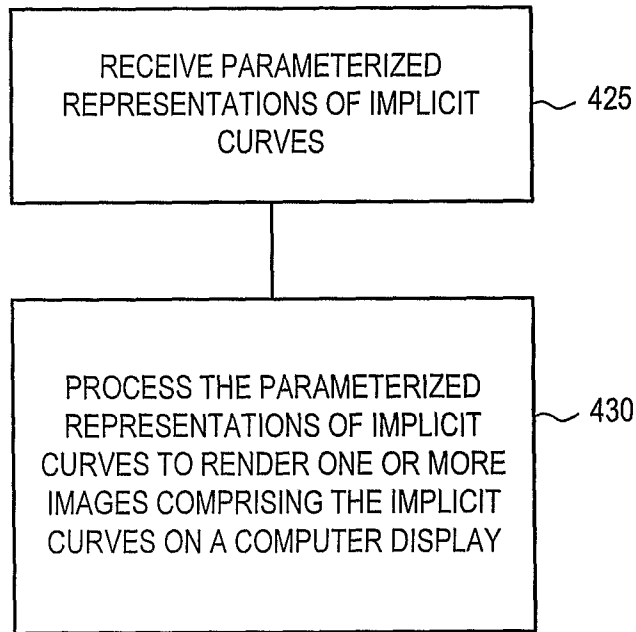 RECEIVE PARAMETERIZED
REPRESENTATIONS OF IMPLICIT
CURVES
425
PROCESS THE PARAMETERIZED
REPRESENTATIONS OF IMPLICIT
CURVES TO RENDER ONE OR MORE
IMAGES COMPRISING THE IMPLICIT
CURVES ON A COMPUTER DISPLAY
430